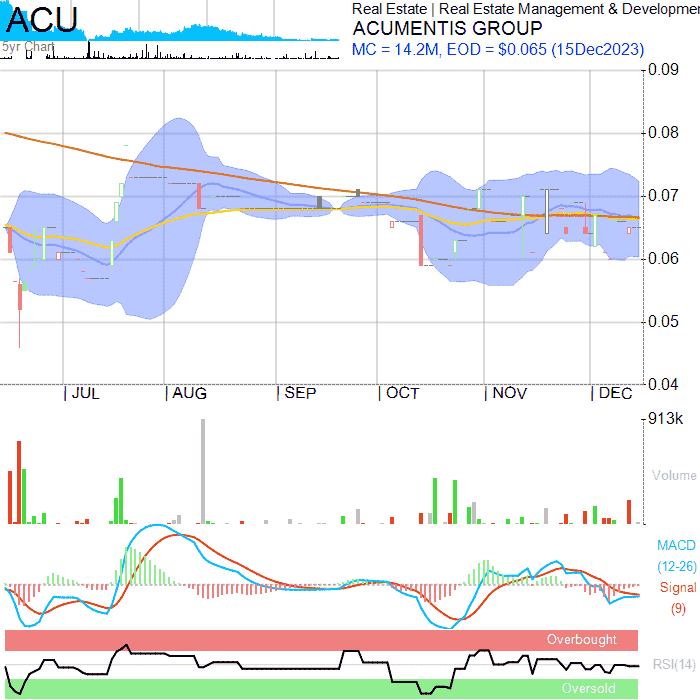 ACU
5yr Chart
Real Estate | Real Estate Management & Developmen
ACUMENTIS GROUP
MC = 14.2M, EOD = $0.065 (15Dec2023)
0.09
0.08
0.07
0.06
0.05
0.04
JUL
AUG
SEP
OCT
NOV
DEC
913k
Volume
MACD
(12-26)
Signal
(9)
Overbought
RSI(14)
Oversold